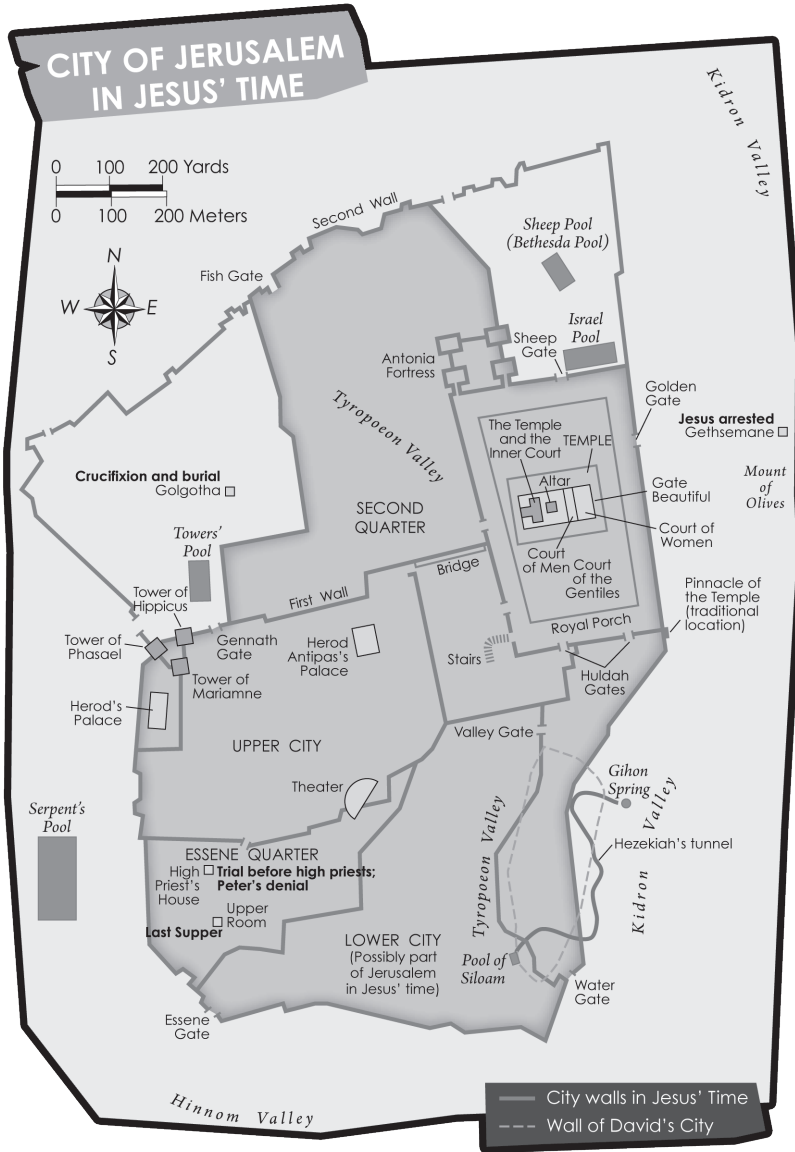 CITY OF JERUSALEM
IN JESUS' TIME
Kidron Valley
0 100 200 Yards
0 100 200 Meters
N
W E
S
Second Wall
Sheep Pool
(Bethesda Pool)
Fish Gate
Israel
Pool
Sheep
Gate
Antonia
Fortress
Tyropoeon Valley
Golden
Gate
Jesus arrested
Gethsemane
The Temple
and the
Inner Court
TEMPLE
Altar
Mount
of
Olives
Gate
Beautiful
Crucifixion and burial
Golgotha
SECOND
QUARTER
Court of
Women
Towers'
Pool
Court
of Men
Court
of the
Gentiles
Bridge
Pinnacle of
the Temple
(traditional
location)
Tower of
Hippicus
First Wall
Royal Porch
Tower of
Phasael
Gennath
Gate
Herod
Antipas's
Palace
Stairs
Huldah
Gates
Tower of
Mariamne
Herod's
Palace
Valley Gate
UPPER CITY
Gihon
Spring
Theater
Serpent's
Pool
Tyropoeon Valley
Kidron Valley
Hezekiah's tunnel
ESSENE QUARTER
High
Priest's
House
Trial before high priests;
Peter's denial
Upper
Room
Last Supper
LOWER CITY
(Possibly part
of Jerusalem
in Jesus' time)
Pool of
Siloam
Water
Gate
Essene
Gate
Hinnom Valley
City walls in Jesus' Time
Wall of David's City